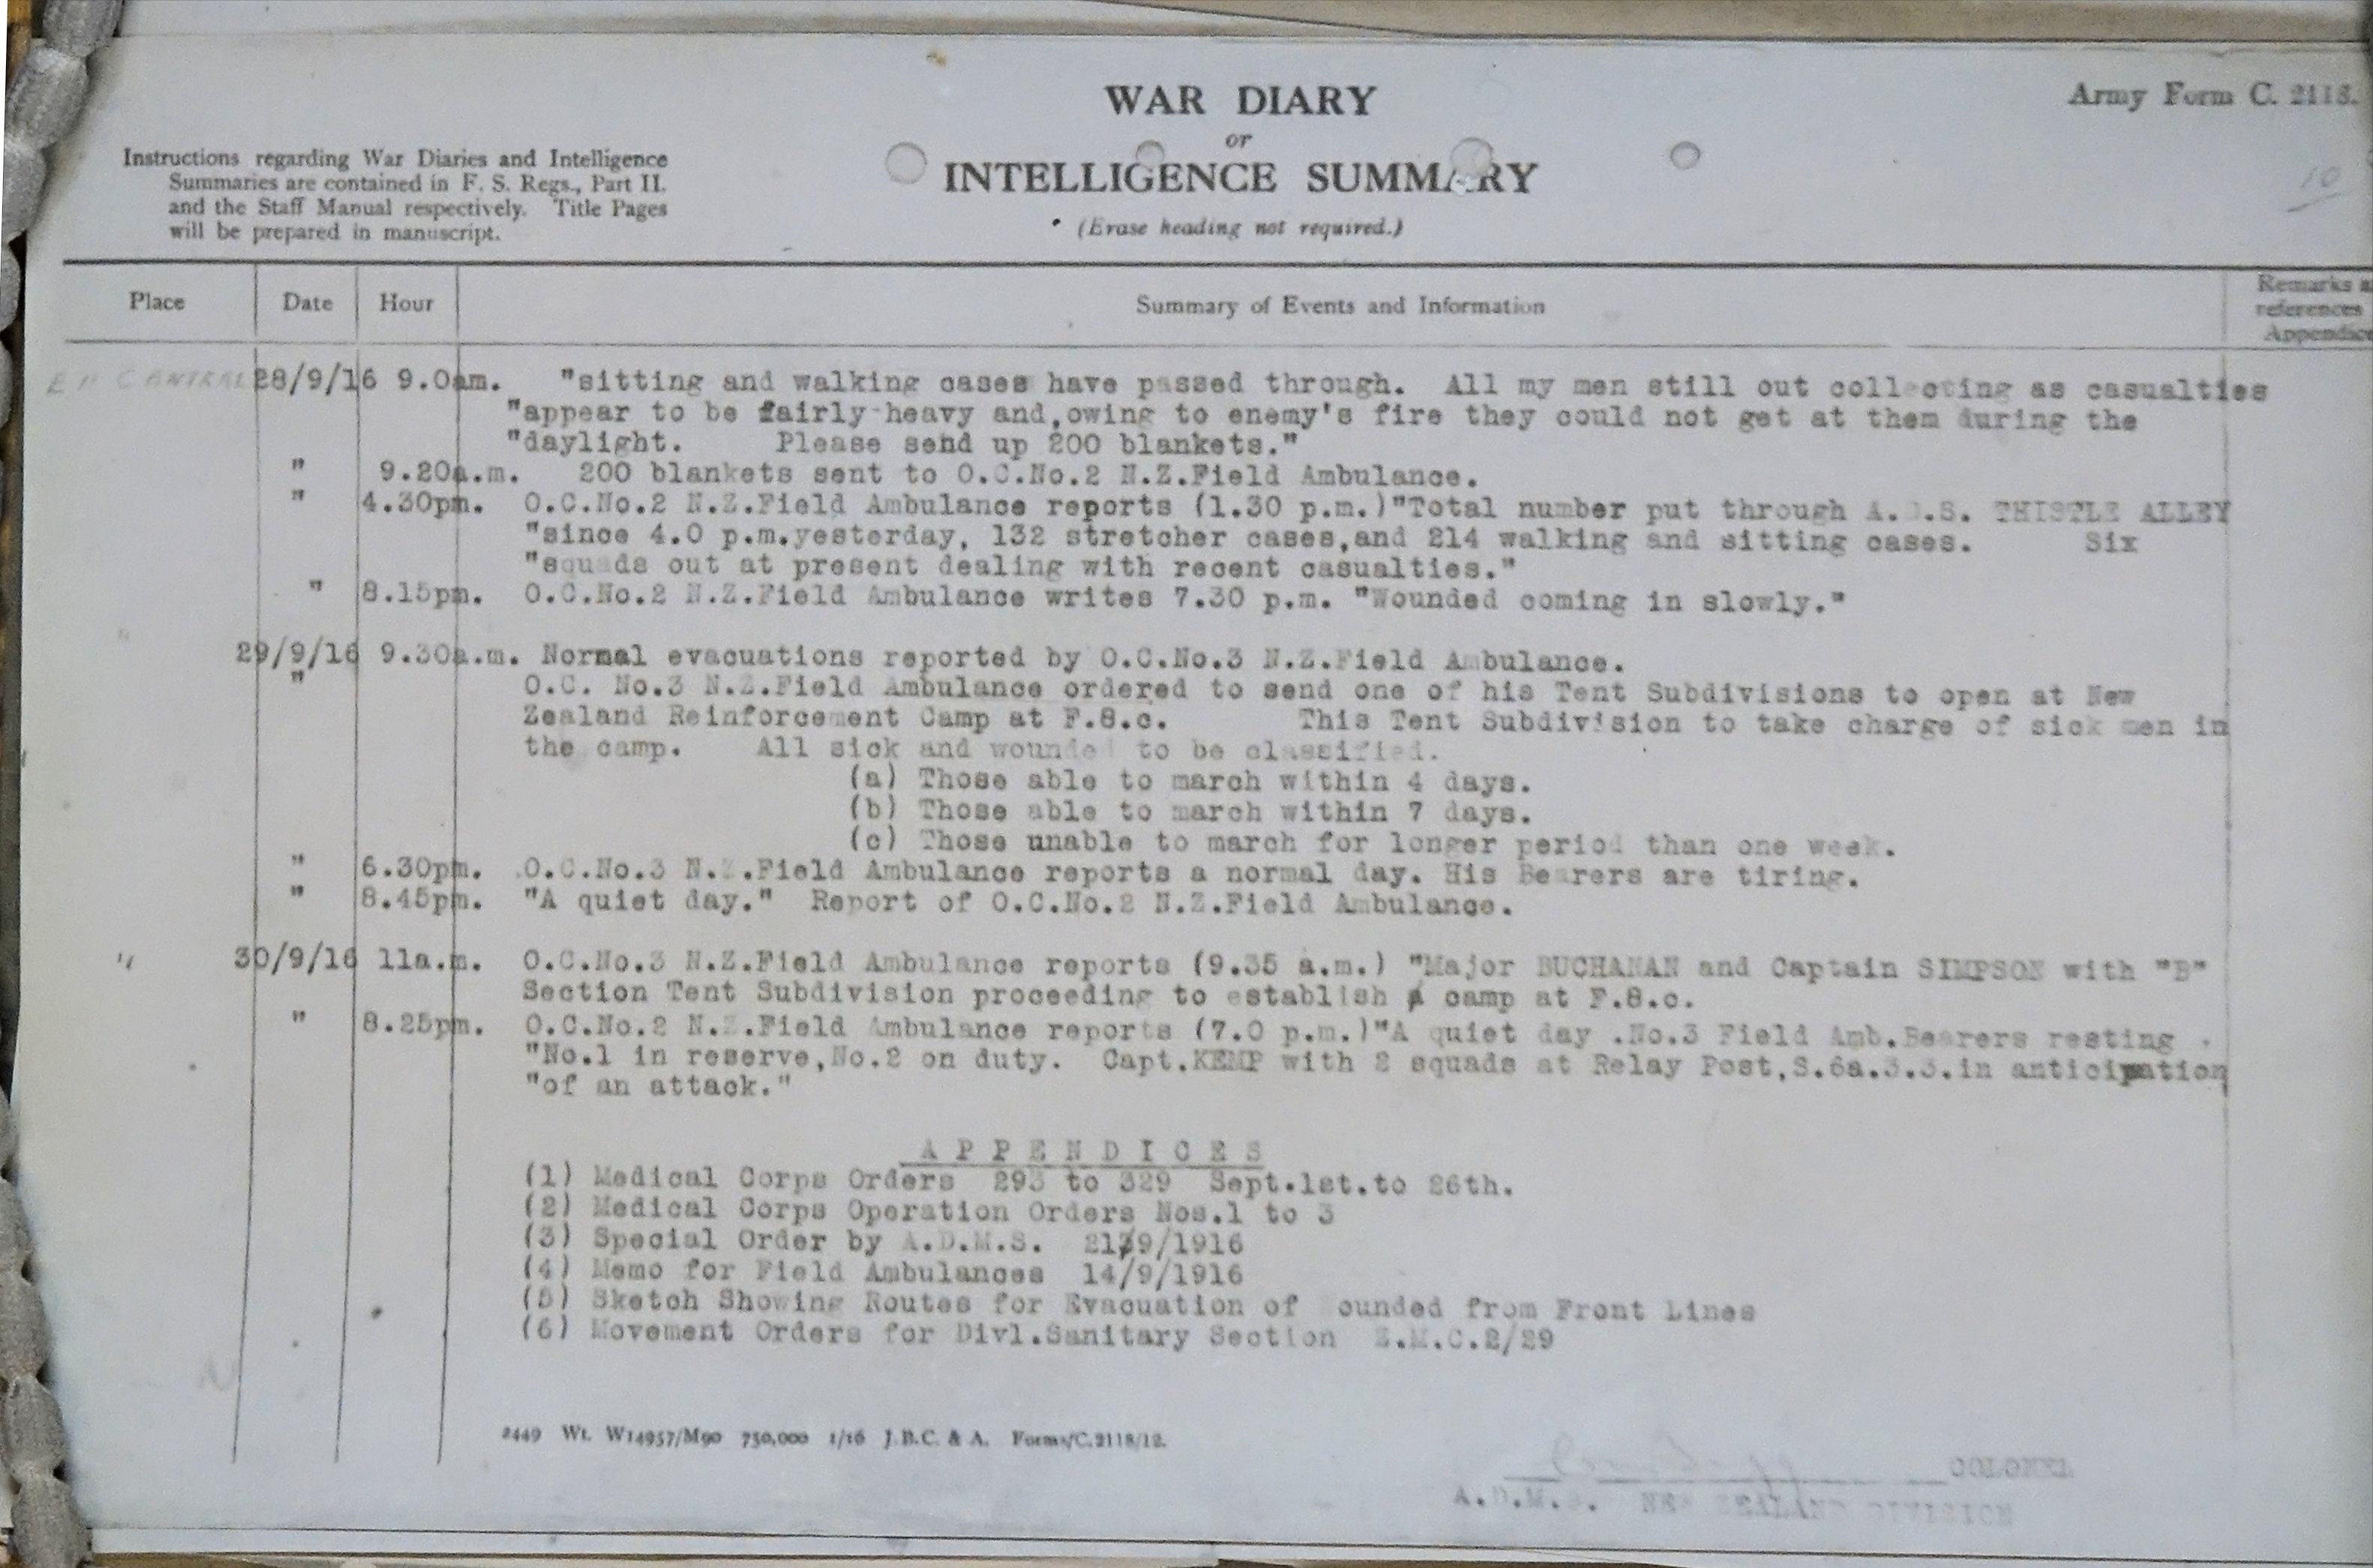 WAR DIARY
Army Form C. 2118.
or
Instructions regarding War Diaries and Intelligence
Summaries are contained in F. S. Regs., Part II.
and the Staff Manual respectively. Title Pages
will be prepared in manuscript.
INTELLIGENCE SUMMARY
(Erase heading not required.)
10
Place Date Hour Summary of Events and Information Remarks
references
Appendic
CENTRAL 28/9/16 9.0am. "sitting and walking cases have passed through. All my men still out collecting as casualties
"appear to be fairly heavy and,owing to enemy's fire they could not get at them during the
"daylight. Please send up 200 blankets."
" 9.20a.m. 200 blankets sent to O.C.No.2 N.Z.Field Ambulance.
" 4.30pm. O.C.No.2 N.Z.Field Ambulance reports (1.30 p.m.)"Total number put through A.D.S. THISTLE ALLEY
"since 4.0 p.m.yesterday, 132 stretcher cases,and 214 walking and sitting cases. Six
"squads out at present dealing with recent casualties."
" 8.15pm. O.C.No.2 N.Z.Field Ambulance writes 7.30 p.m. "Wounded coming in slowly."
" 29/9/16 9.30a.m. Normal evacuations reported by O.C.No.3 N.Z.Field Ambulance.
" O.C. No.3 N.Z.Field Ambulance ordered to send one of his Tent Subdivisions to open at New
Zealand Reinforcement Camp at F.8.c. This Tent Subdivision to take charge of sick men in
the camp. All sick and wounded to be classified.
(a) Those able to march within 4 days.
(b) Those able to march within 7 days.
(c) Those unable to march for longer period than one week.
" 6.30pm. O.C.No.3 N.Z.Field Ambulance reports a normal day. His Bearers are tiring.
" 8.45pm. "A quiet day." Report of O.C.No.2 N.Z.Field Ambulance.
" 30/9/16 11a.m. O.C.No.3 N.Z.Field Ambulance reports (9.35 a.m.) "Major BUCHANAN and Captain SIMPSON with "B"
Section Tent Subdivision proceeding to establish a camp at F.8.c.
" 8.25pm. O.C.No.2 N.Z.Field Ambulance reports (7.0 p.m.)"A quiet day .No.3 Field Amb.Bearers resting .
"No.1 in reserve,No.2 on duty. Capt.KEMP with 2 squads at Relay Post,S.6a.3.3.in anticipation
"of an attack."
APPENDICES
(1) Medical Corps Orders 293 to 329 Sept.1st.to 26th.
(2) Medical Corps Operation Orders Nos.1 to 3
(3) Special Order by A.D.M.S. 21/9/1916
(4) Memo for Field Ambulances 14/9/1916
(5) Sketch Showing Routes for Evacuation of Wounded from Front Lines
(6) Movement Orders for Divl.Sanitary Section Z.M.C.2/29
2449 Wt. W14957/M90 750,000 1/16 J.B.C. & A. Forms/C.2118/12.
COLONEL
A.D.M.S. NEW ZEALAND DIVISION